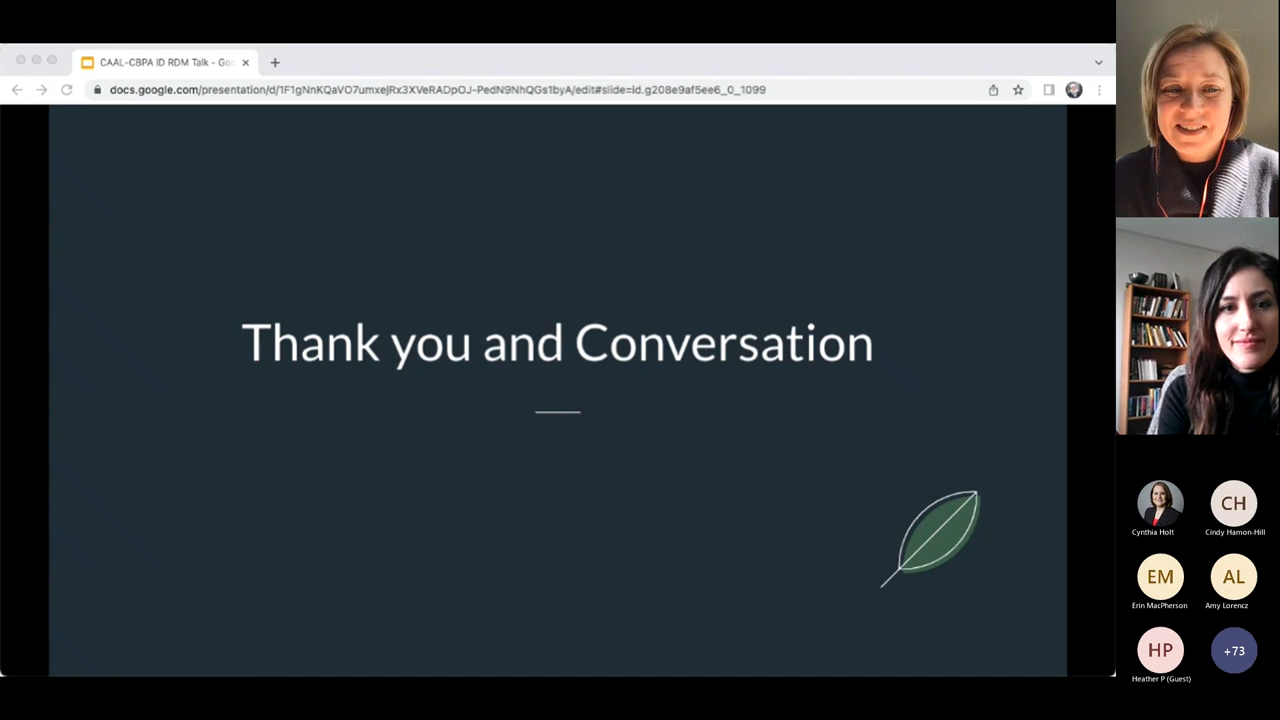 CAAL-CBPA ID RDM Talk - Goo
docs.google.com/presentation/d/1F1gNnKQaVO7umxejRx3XVeRADpOJ-PedN9NhQGs1byA/edit#slide=id.g208e9af5ee6_0_1099
Thank you and Conversation
Cynthia Holt
CH
Cindy Hamon-Hill
EM
Erin MacPherson
AL
Amy Lorencz
HP
Heather P (Guest)
+73